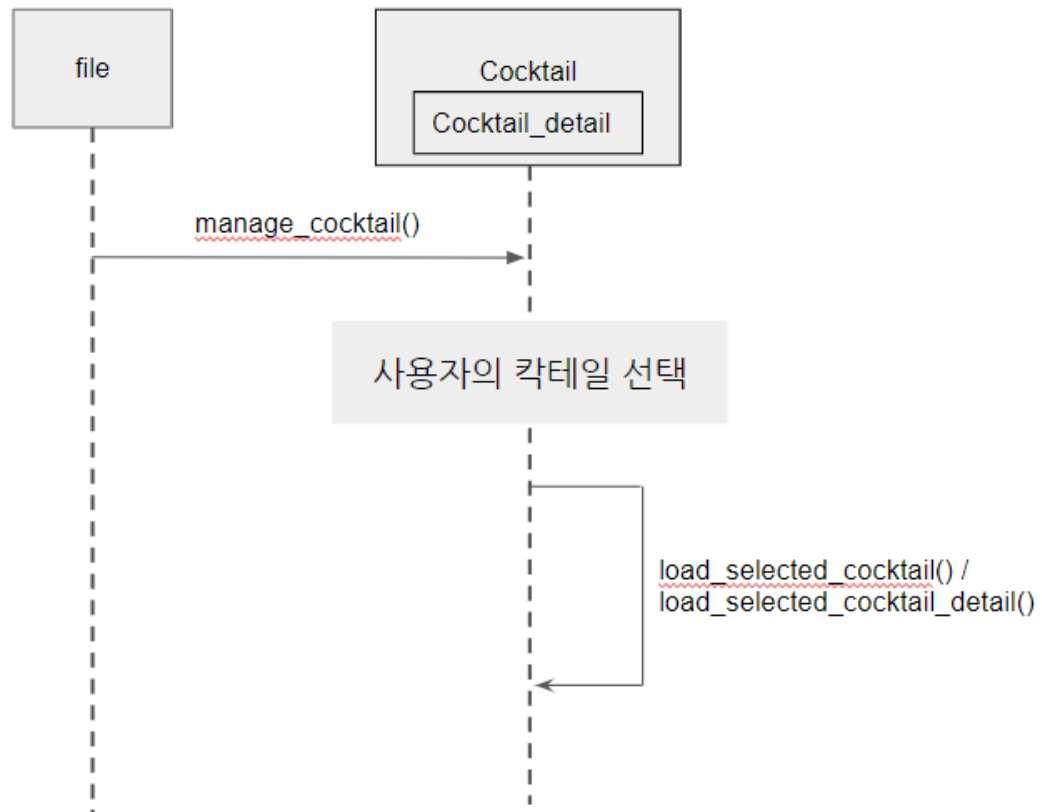 file
Cocktail
Cocktail_detail
manage_cocktail()
사용자의 칵테일 선택
load_selected_cocktail() /
load_selected_cocktail_detail()